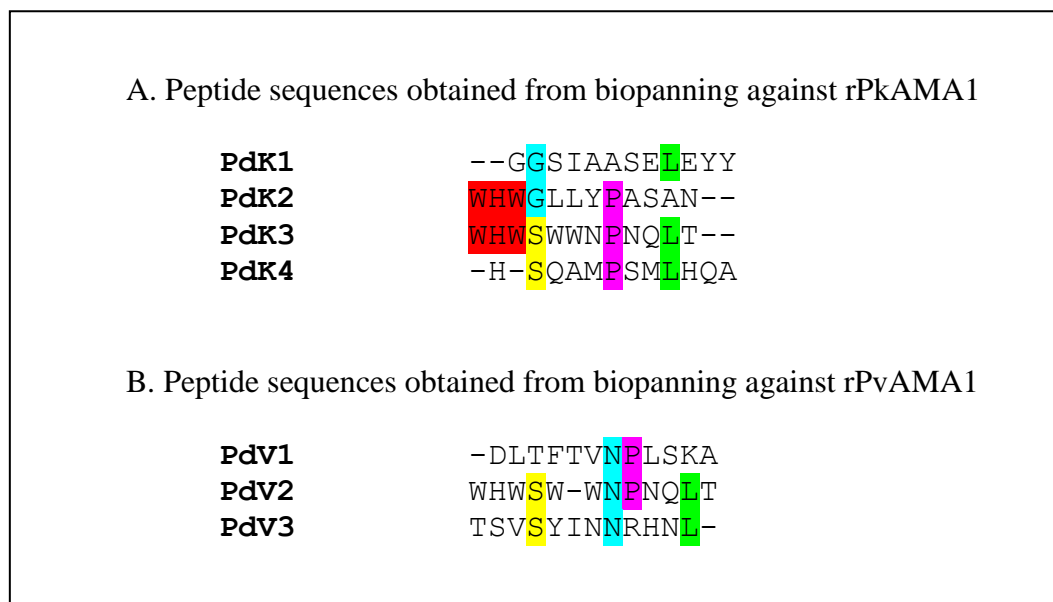 A. Peptide sequences obtained from biopanning against rPkAMA1
PdK1 --GGSIAASELEYY
PdK2 WHWGLLYPASAN--
PdK3 WHWSWWNPNQLT--
PdK4 -H-SQAMPSMLHQA
B. Peptide sequences obtained from biopanning against rPvAMA1
PdV1 -DLTFTVNPLSKA
PdV2 WHWSW-WNPNQLT
PdV3 TSVSYINNRHNL-